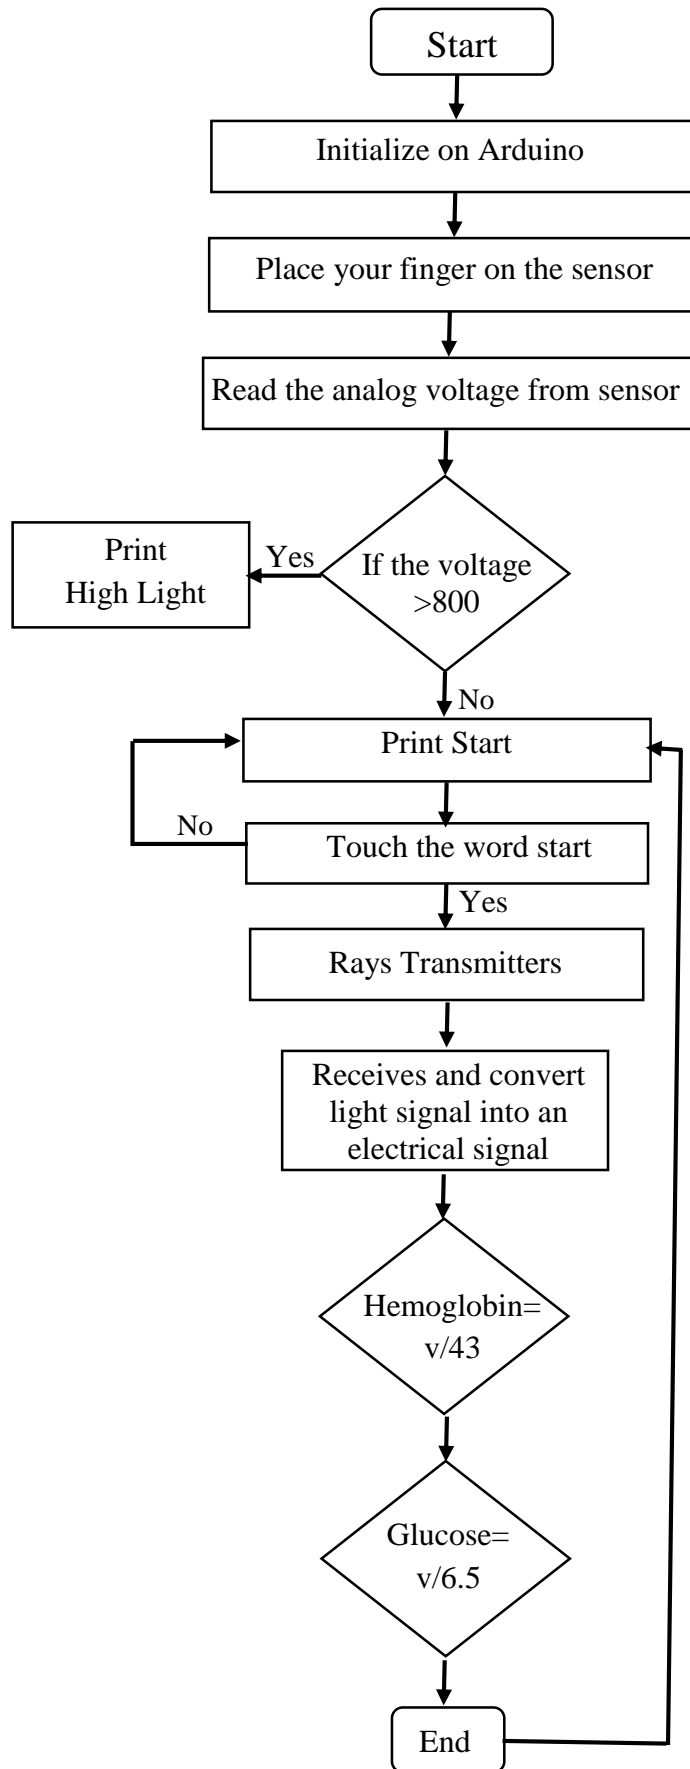 Start
Initialize on Arduino
Place your finger on the sensor
Read the analog voltage from sensor
If the voltage
>800
Yes
Print
High Light
No
Print Start
No
Touch the word start
Yes
Rays Transmitters
Receives and convert
light signal into an
electrical signal
Hemoglobin=
v/43
Glucose=
v/6.5
End